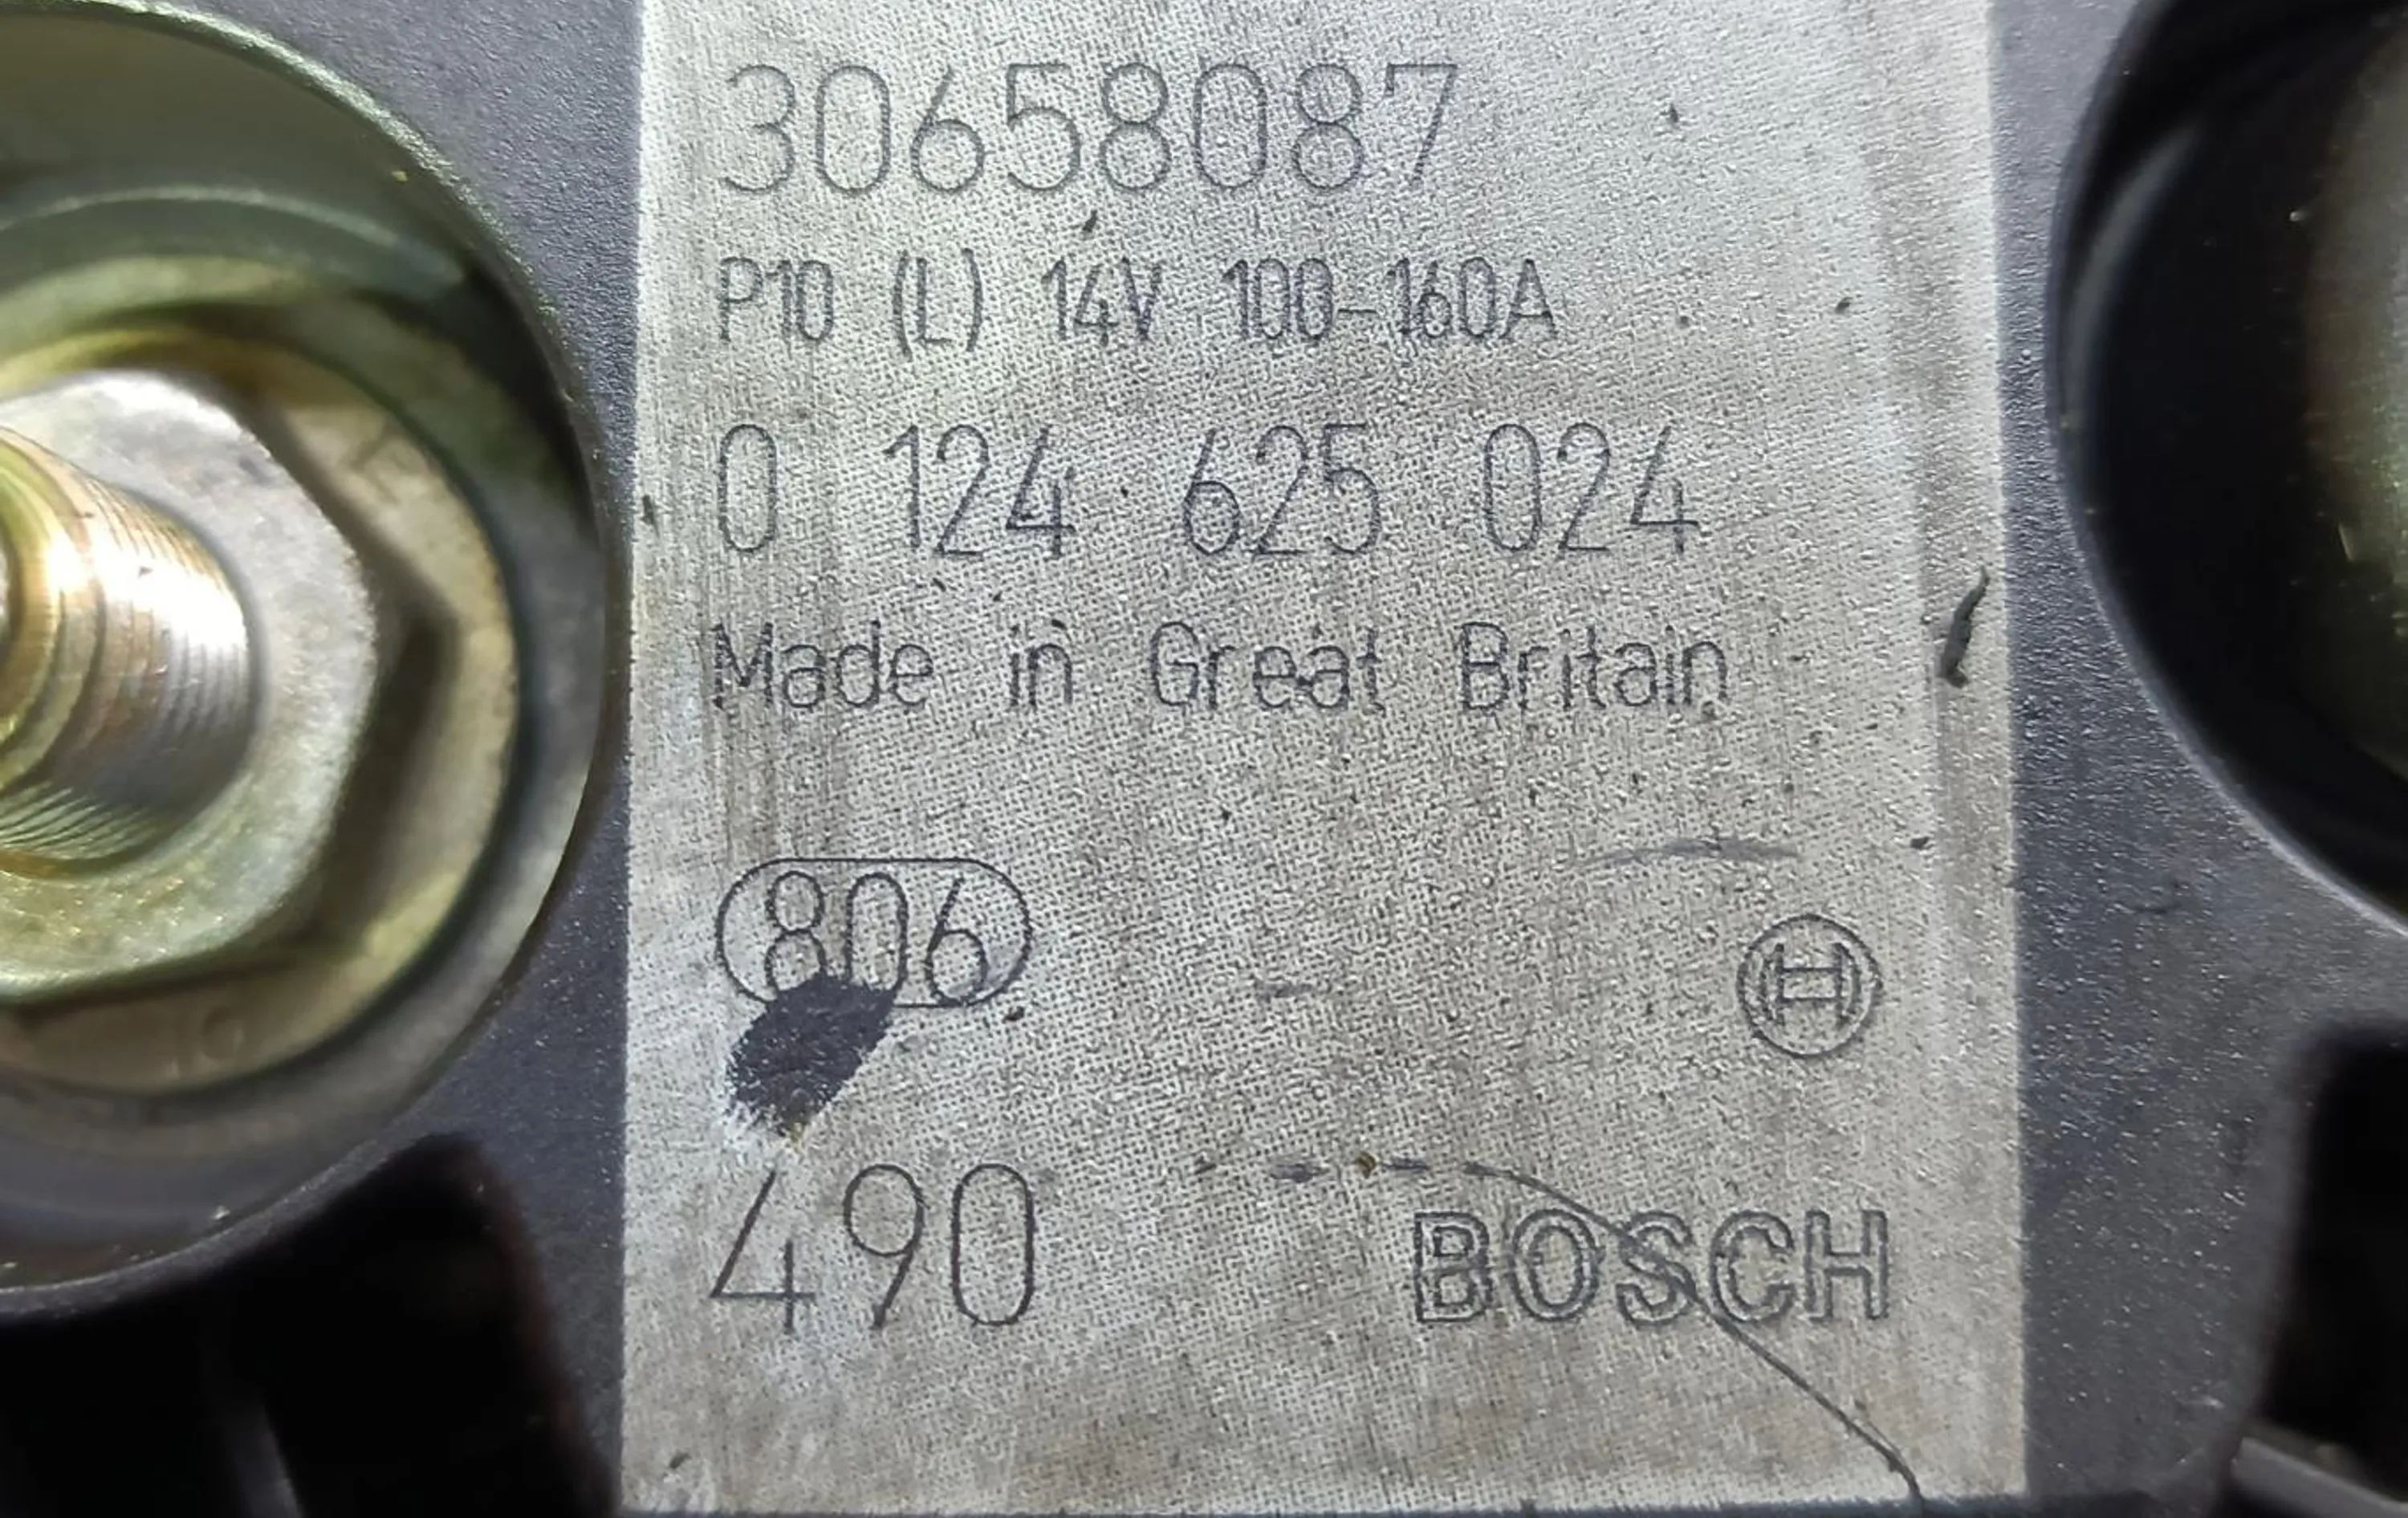 30658087
P10 (L) 14V 100-160A
0 124 625 024
Made in Great Britain
806
490
BOSCH